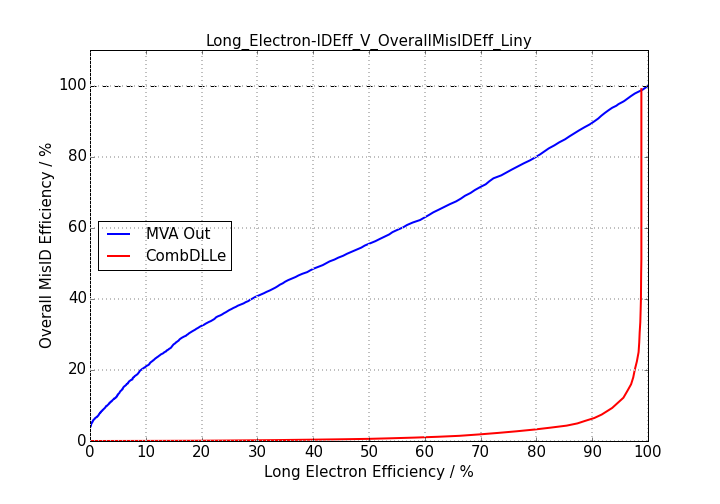 Long_Electron-IDEff_V_OverallMisIDEff_Liny
100
80
60
40
20
0
Overall MisID Efficiency / %
MVA Out
CombDLLe
0 10 20 30 40 50 60 70 80 90 100
Long Electron Efficiency / %